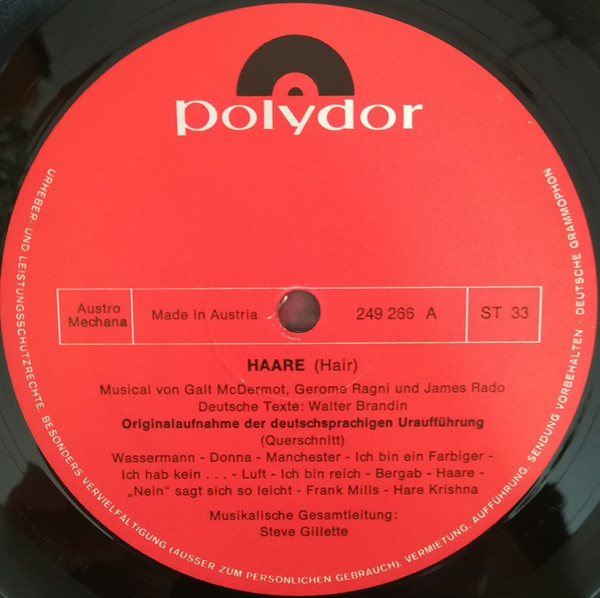 polydor
Austro
Mechana
Made in Austria
249 266 A
ST 33
HAARE (Hair)
Musical von Galt McDermot, Gerome Ragni und James Rado
Deutsche Texte: Walter Brandin
Originalaufnahme der deutschsprachigen Uraufführung
(Querschnitt)
Wassermann - Donna - Manchester - Ich bin ein Farbiger -
Ich hab kein . . . - Luft - Ich bin reich - Bergab - Haare -
„Nein” sagt sich so leicht - Frank Mills - Hare Krishna
Musikalische Gesamtleitung:
Steve Gillette
URHEBER- UND LEISTUNGSSCHUTZRECHTE, BESONDERS VERVIELFÄLTIGUNG (AUSSER ZUM PERSÖNLICHEN GEBRAUCH), VERMIETUNG, AUFFÜHRUNG, SENDUNG VORBEHALTEN · DEUTSCHE GRAMMOPHON